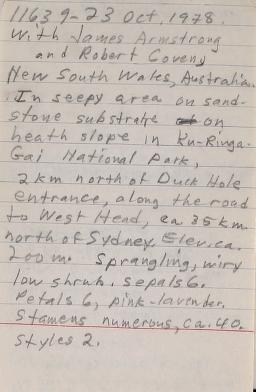 11639-23 Oct. 1978.
With James Armstrong
and Robert Coveny
New South Wales, Australia.
In seepy area on sand-
stone substrate on
heath slope in Ku-Ringa-
Gai National Park,
2 km north of Duck Hole
entrance, along the road
to West Head, ca 35 km
north of Sydney. Elev. ca.
200 m. Sprangling, wiry
low shrub. Sepals 6.
Petals 6, pink-lavender.
Stamens numerous, ca. 40.
Styles 2.